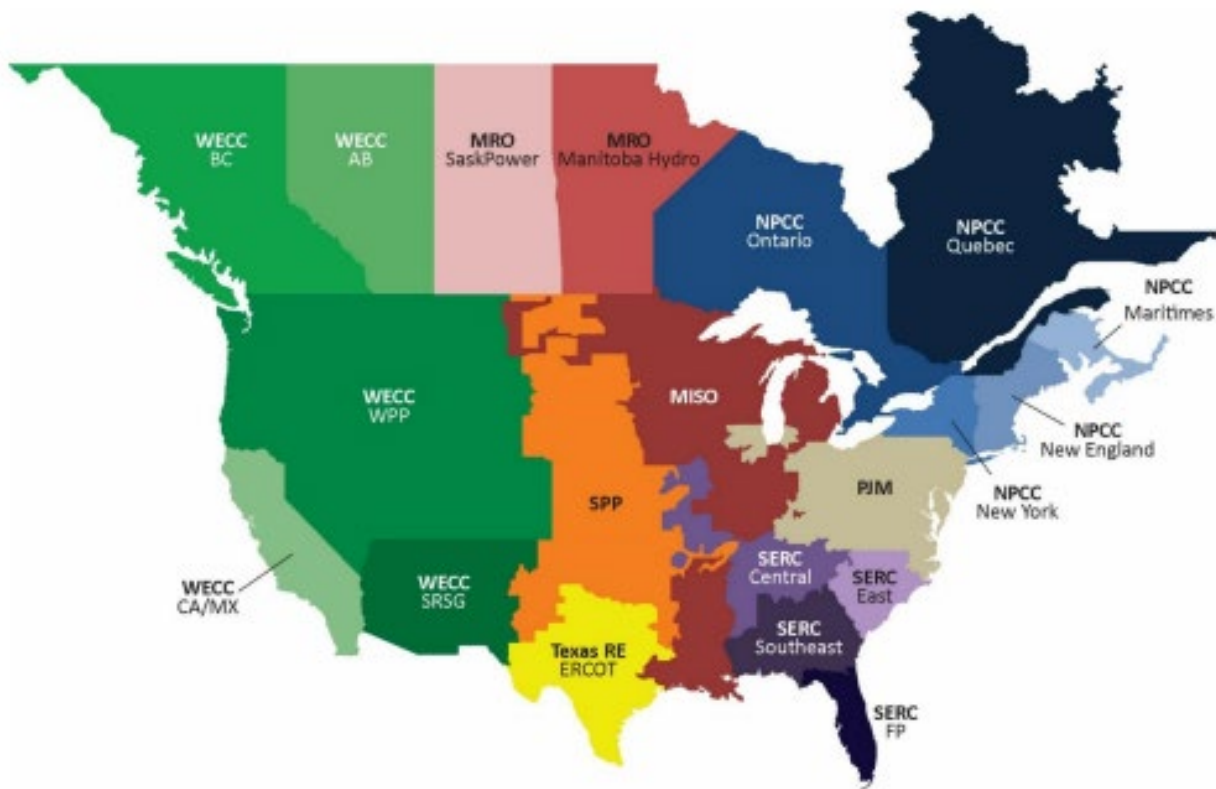 WECC
BC
WECC
AB
MRO
SaskPower
MRO
Manitoba Hydro
NPCC
Ontario
NPCC
Quebec
NPCC
Maritimes
WECC
WPP
MISO
NPCC
New England
SPP
PJM
NPCC
New York
WECC
CA/MX
WECC
SRSG
SERC
Central
SERC
East
SERC
Southeast
Texas RE
ERCOT
SERC
FP